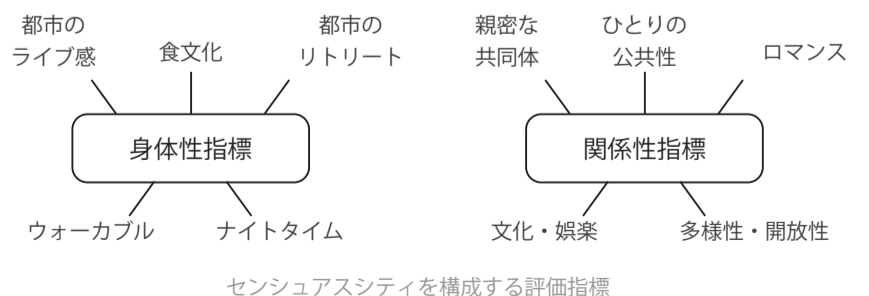 都市の
ライブ感
食文化
都市の
リトリート
身体性指標
ウォーカブル
ナイトタイム
親密な
共同体
ひとりの
公共性
ロマンス
関係性指標
文化・娯楽
多様性・開放性
センシュアスシティを構成する評価指標